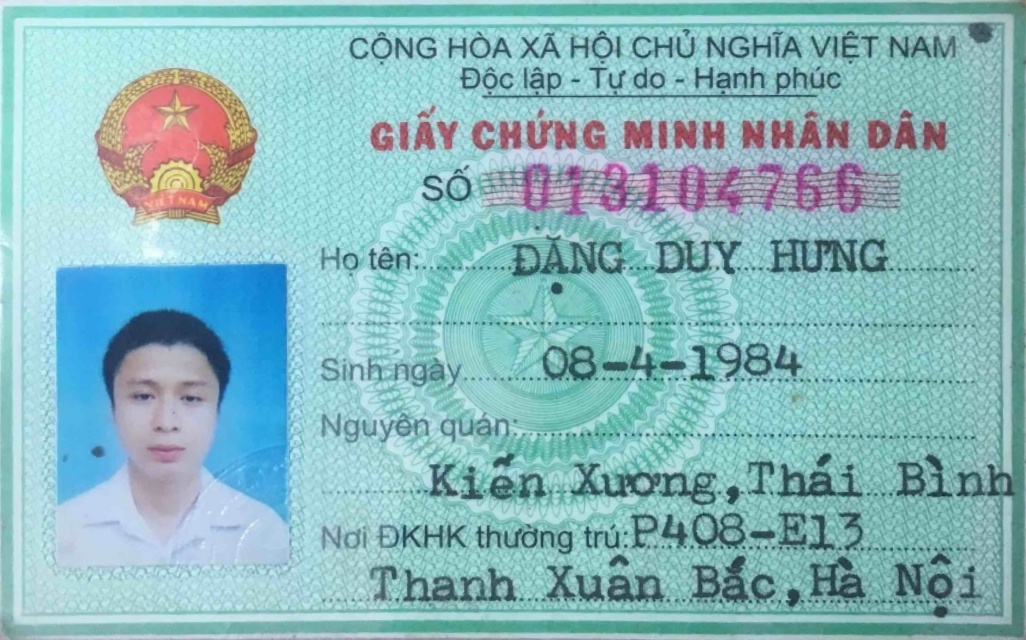 CỘNG HÒA XÃ HỘI CHỦ NGHĨA VIỆT NAM
Độc lập - Tự do - Hạnh phúc
GIẤY CHỨNG MINH NHÂN DÂN
SỐ 013104766
VIET NAM
Họ tên: ĐẶNG DUY HƯNG
Sinh ngày 08-4-1984
Nguyên quán:
Kiến Xương,Thái Bình
Nơi ĐKHK thường trú:P408-E13
Thanh Xuân Bắc,Hà Nội